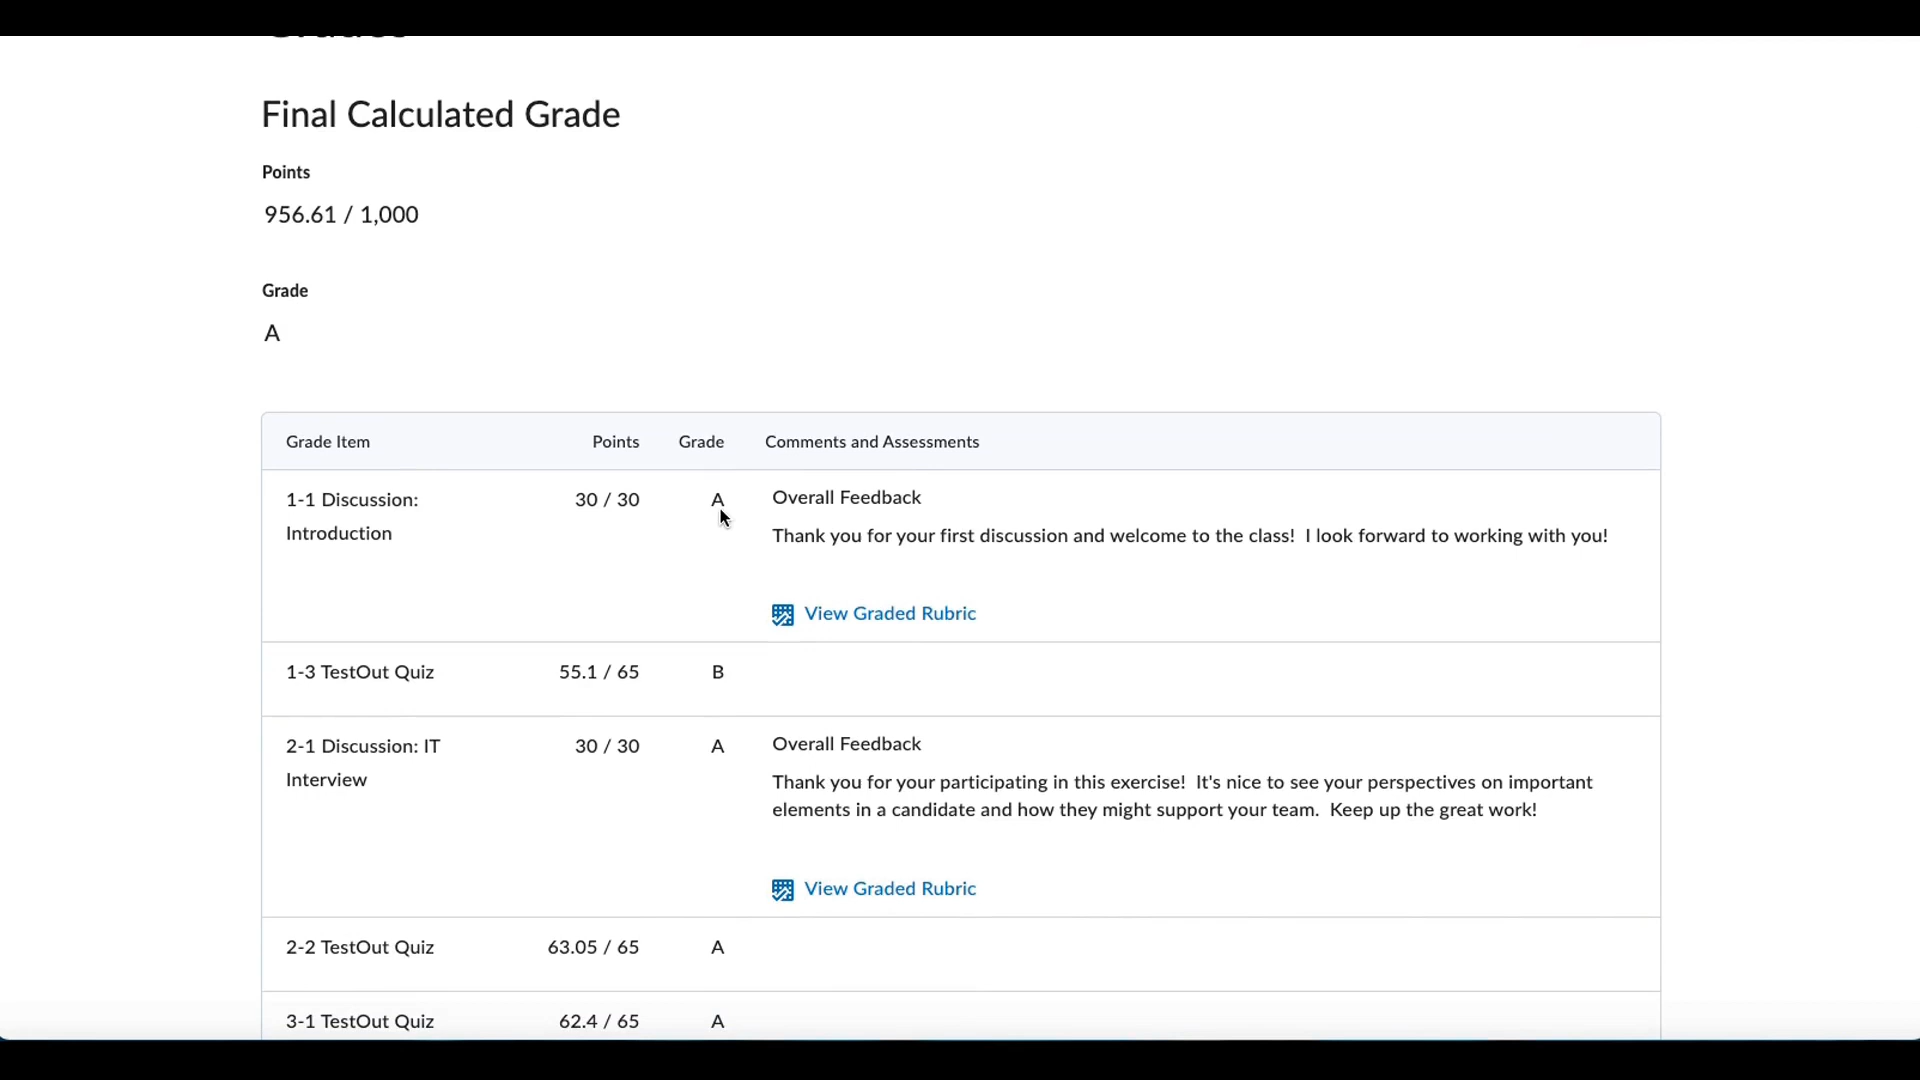 Final Calculated Grade
Points
956.61 / 1,000
Grade
A
Grade Item Points Grade Comments and Assessments
1-1 Discussion: 30 / 30 A Overall Feedback
Introduction
Thank you for your first discussion and welcome to the class!  I look forward to working with you!
View Graded Rubric
1-3 TestOut Quiz 55.1 / 65 B
2-1 Discussion: IT 30 / 30 A Overall Feedback
Interview
Thank you for your participating in this exercise!  It's nice to see your perspectives on important
elements in a candidate and how they might support your team.  Keep up the great work!
View Graded Rubric
2-2 TestOut Quiz 63.05 / 65 A
3-1 TestOut Quiz 62.4 / 65 A